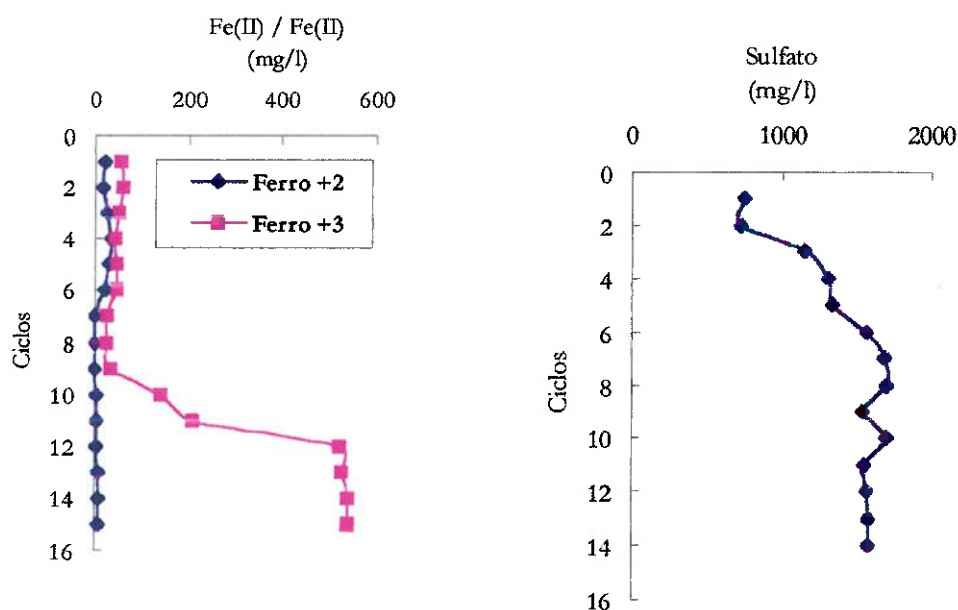 Fe(II) / Fe(II)
(mg/l)
0 200 400 600
0
2
4
6
8
10
12
14
16
Ciclos
Ferro +2
Ferro +3
Sulfato
(mg/l)
0 1000 2000
0
2
4
6
8
10
12
14
16
Ciclos